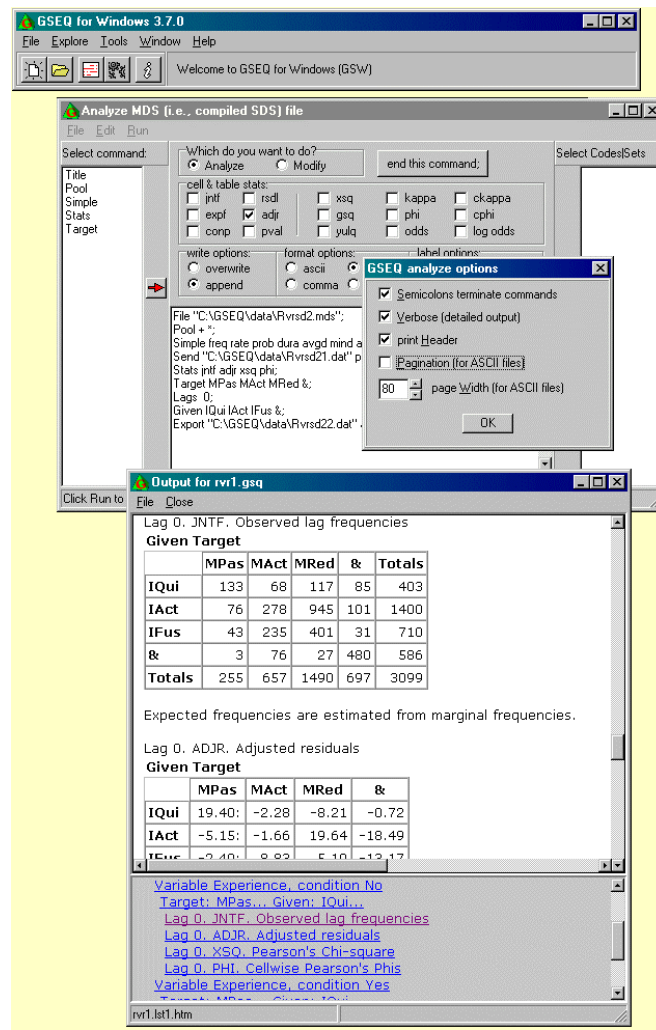 GSEQ for Windows 3.7.0
File Explore Tools Window Help
Welcome to GSEQ for Windows (GSW)
Analyze MDS (i.e., compiled SDS) file
File Edit Run
Select command:
Title
Pool
Simple
Stats
Target
Which do you want to do?
Analyze Modify
end this command;
Select Codes|Sets
cell & table stats:
jntf rsdl xsq kappa ckappa
expf adjr gsq phi cphi
conp pval yulq odds log odds
write options: format options: label options:
overwrite ascii
append comma
File "C:\GSEQ\data\Rvrsd2.mds";
Pool + *;
Simple freq rate prob dura avgd mind a
Send "C:\GSEQ\data\Rvrsd21.dat" p
Stats jntf adjr xsq phi;
Target MPas MAct MRed &;
Lags 0;
Given IQui IAct IFus &;
Export "C:\GSEQ\data\Rvrsd22.dat"
GSEQ analyze options
Semicolons terminate commands
Verbose (detailed output)
print Header
Pagination (for ASCII files)
80 page Width (for ASCII files)
OK
Click Run to
Output for rvr1.gsq
File Close
Lag 0. JNTF. Observed lag frequencies
Given Target
MPas MAct MRed & Totals
IQui 133 68 117 85 403
IAct 76 278 945 101 1400
IFus 43 235 401 31 710
& 3 76 27 480 586
Totals 255 657 1490 697 3099
Expected frequencies are estimated from marginal frequencies.
Lag 0. ADJR. Adjusted residuals
Given Target
MPas MAct MRed &
IQui 19.40: -2.28 -8.21 -0.72
IAct -5.15: -1.66 19.64 -18.49
IFus -2.40: 8.83 5.10 -13.17
Variable Experience, condition No
Target: MPas... Given: IQui...
Lag 0. JNTF. Observed lag frequencies
Lag 0. ADJR. Adjusted residuals
Lag 0. XSQ. Pearson's Chi-square
Lag 0. PHI. Cellwise Pearson's Phis
Variable Experience, condition Yes
Target: MPas... Given: IQui...
rvr1.lst1.htm